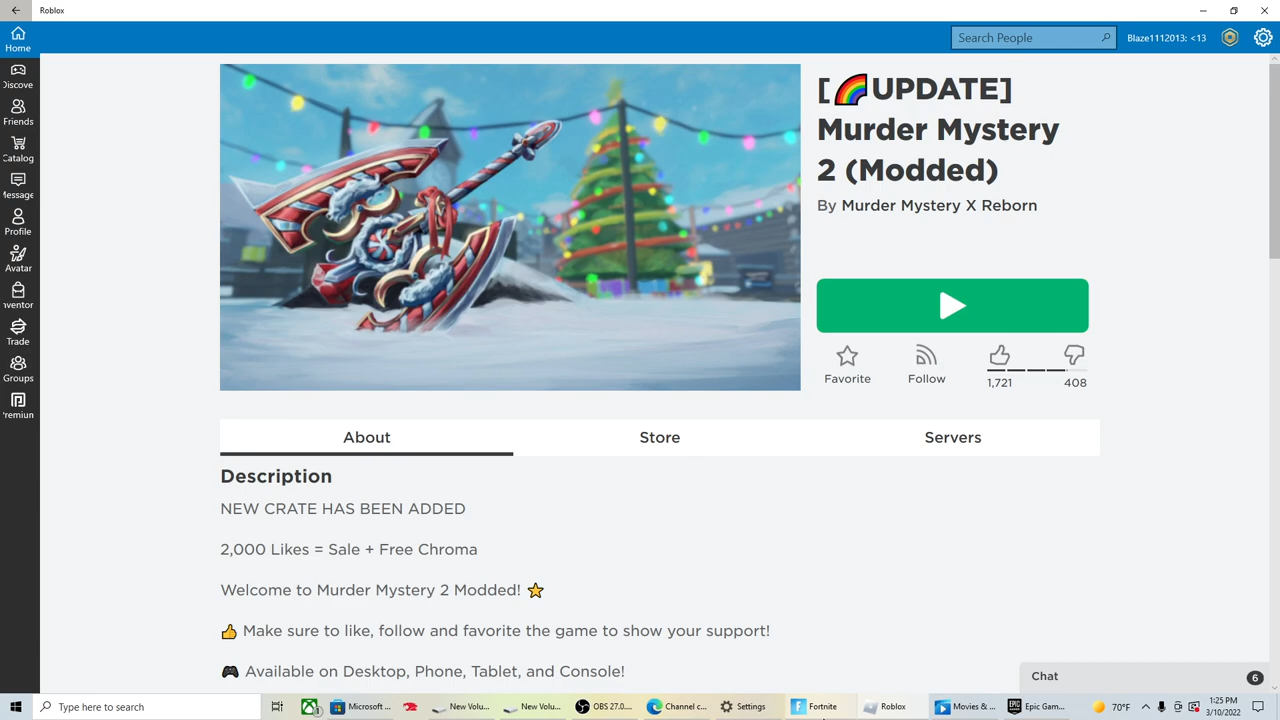 Roblox
Home
Search People
Blaze1112013: <13
Discove
Friends
Catalog
Message
Profile
Avatar
nventor
Trade
Groups
Premium
[🌈UPDATE]
Murder Mystery
2 (Modded)
By Murder Mystery X Reborn
Favorite
Follow
1,721
408
About
Store
Servers
Description
NEW CRATE HAS BEEN ADDED
2,000 Likes = Sale + Free Chroma
Welcome to Murder Mystery 2 Modded! ⭐
👍 Make sure to like, follow and favorite the game to show your support!
🎮 Available on Desktop, Phone, Tablet, and Console!
Chat
6
Type here to search
Microsoft ...
New Volu...
New Volu...
OBS 27.0....
Channel c...
Settings
Fortnite
Roblox
Movies & ...
Epic Gam...
70°F
1:25 PM
3/10/2022